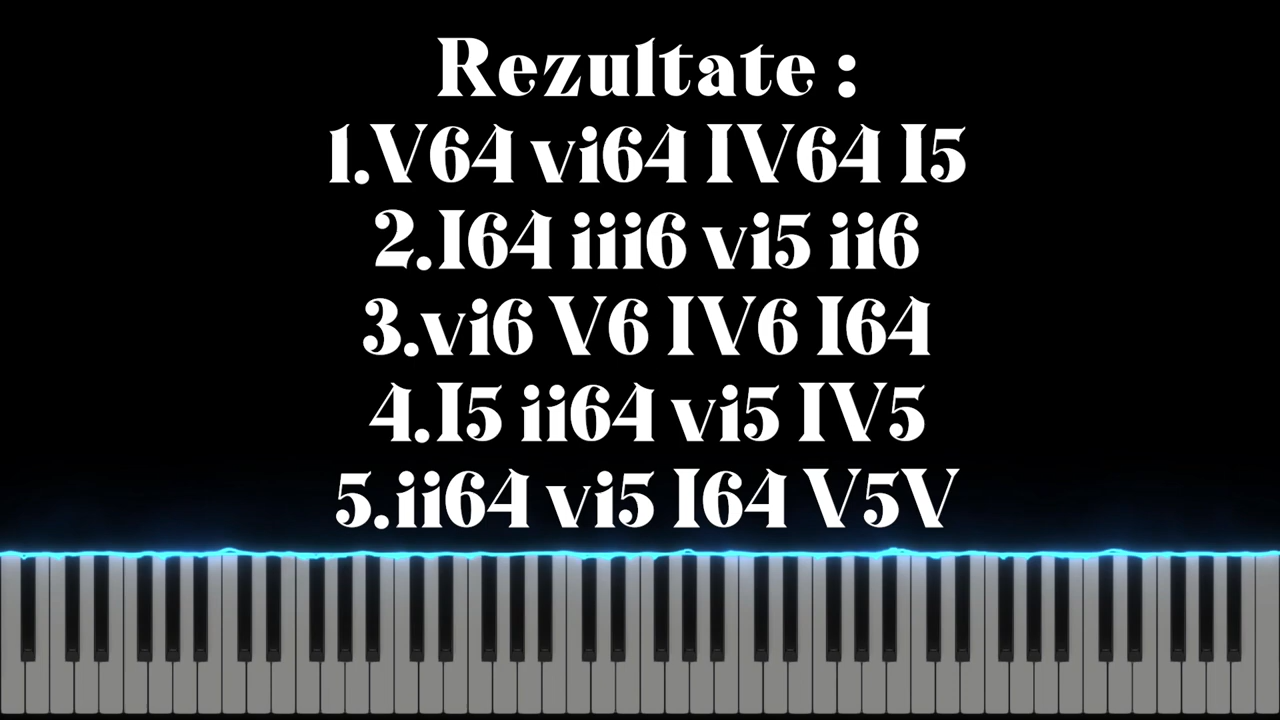 Rezultate :
1.V64 vi64 IV64 I5
2.I64 iii6 vi5 ii6
3.vi6 V6 IV6 I64
4.I5 ii64 vi5 IV5
5.ii64 vi5 I64 V5V